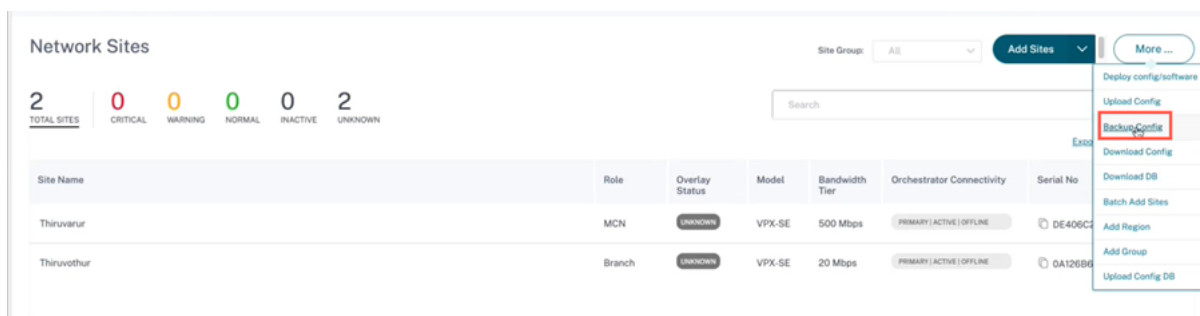 Network Sites
Site Group:
All
Add Sites
More ...
2
TOTAL SITES
0
CRITICAL
0
WARNING
0
NORMAL
0
INACTIVE
2
UNKNOWN
Search
Deploy config/software
Upload Config
Backup Config
Download Config
Download DB
Batch Add Sites
Add Region
Add Group
Upload Config DB
Expo
Site Name Role Overlay Status Model Bandwidth Tier Orchestrator Connectivity Serial No
Thiruvarur MCN UNKNOWN VPX-SE 500 Mbps PRIMARY | ACTIVE | OFFLINE DE406C2
Thiruvothur Branch UNKNOWN VPX-SE 20 Mbps PRIMARY | ACTIVE | OFFLINE 0A126B6